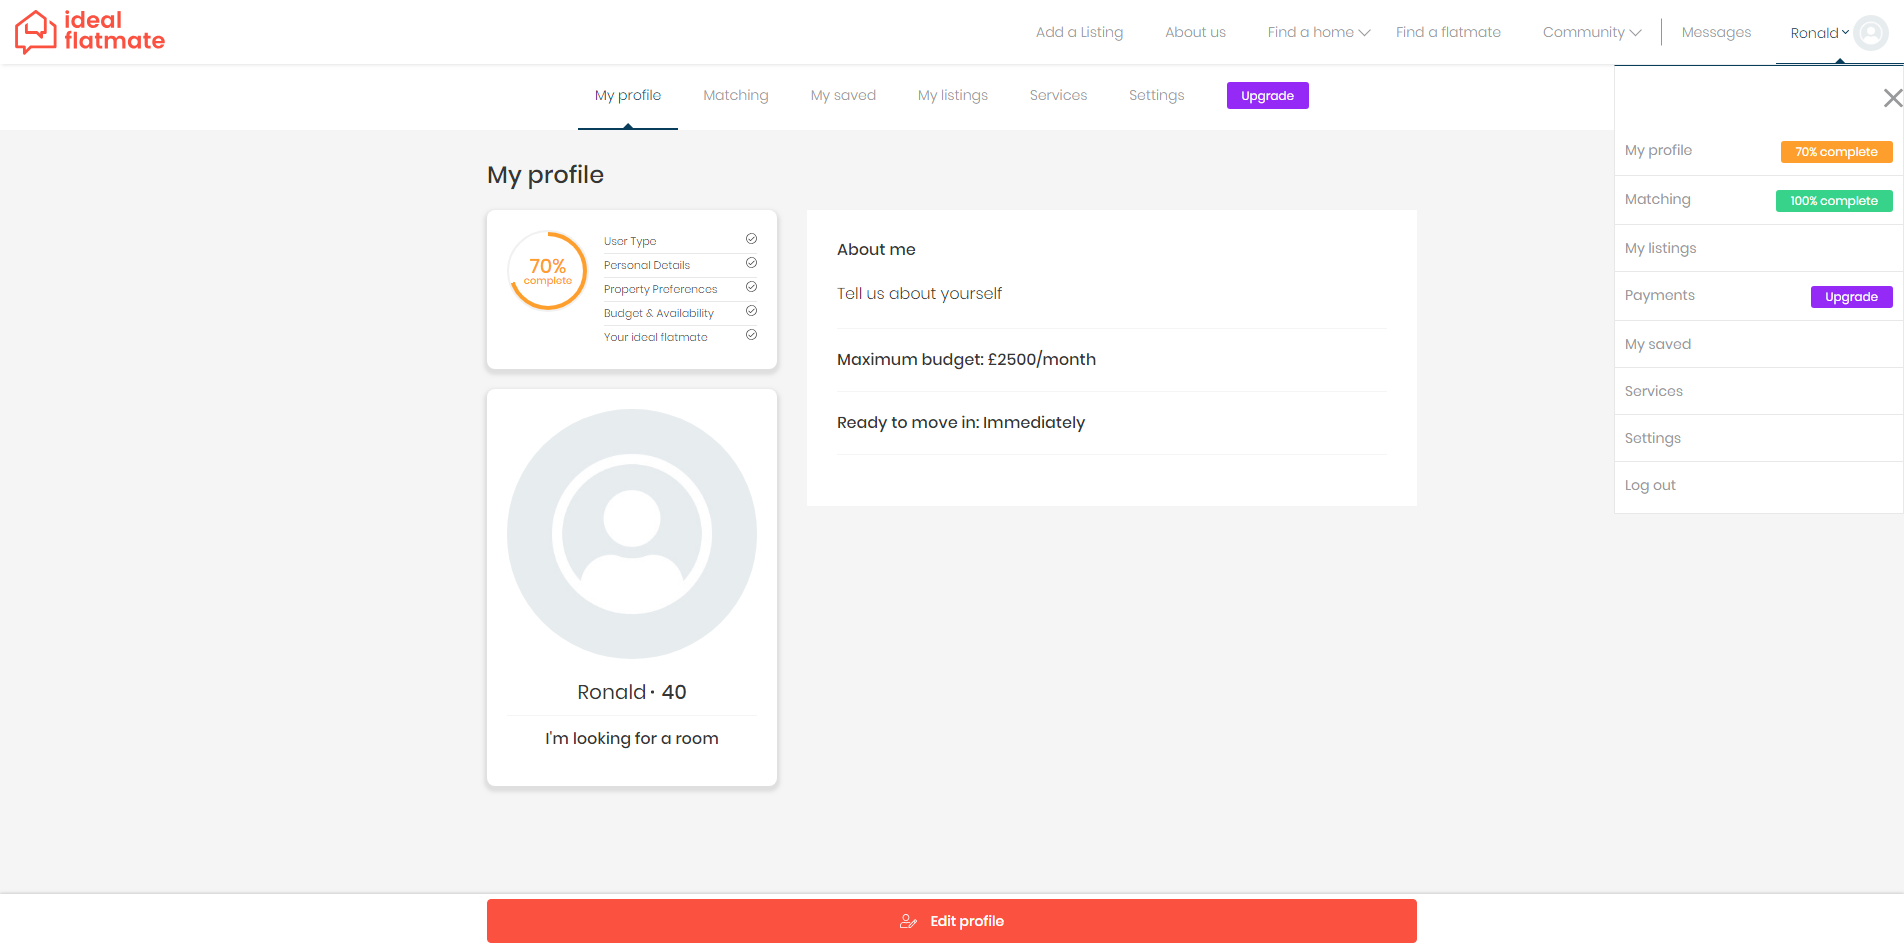 ideal
flatmate
Add a Listing
About us
Find a home
Find a flatmate
Community
Messages
Ronald
My profile
Matching
My saved
My listings
Services
Settings
Upgrade
My profile
70%
complete
User Type
Personal Details
Property Preferences
Budget & Availability
Your ideal flatmate
Ronald · 40
I'm looking for a room
About me
Tell us about yourself
Maximum budget: £2500/month
Ready to move in: Immediately
My profile
70% complete
Matching
100% complete
My listings
Payments
Upgrade
My saved
Services
Settings
Log out
Edit profile